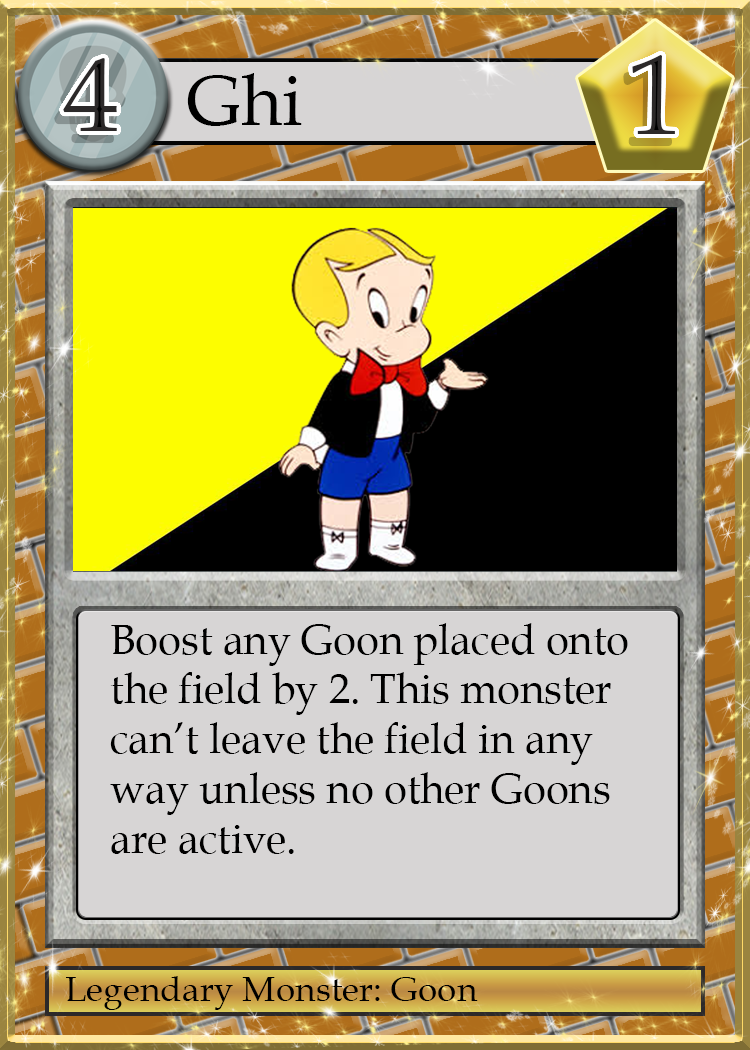 4 Ghi 1
Boost any Goon placed onto
the field by 2. This monster
can't leave the field in any
way unless no other Goons
are active.
Legendary Monster: Goon